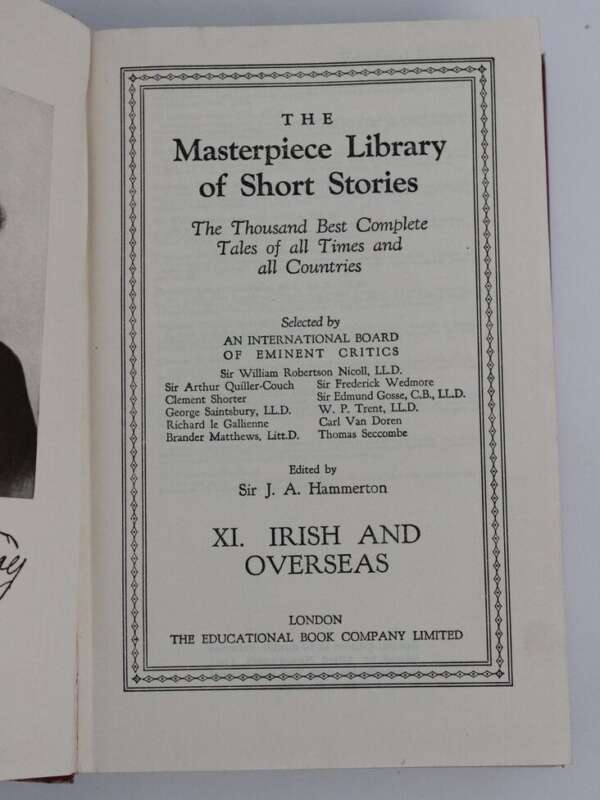 THE
Masterpiece Library
of Short Stories
The Thousand Best Complete
Tales of all Times and
all Countries
Selected by
AN INTERNATIONAL BOARD
OF EMINENT CRITICS
Sir William Robertson Nicoll, LL.D.
Sir Arthur Quiller-Couch
Clement Shorter
George Saintsbury, LL.D.
Richard le Gallienne
Brander Matthews, Litt.D.
Sir Frederick Wedmore
Sir Edmund Gosse, C.B., LL.D.
W. P. Trent, LL.D.
Carl Van Doren
Thomas Seccombe
Edited by
Sir J. A. Hammerton
XI. IRISH AND
OVERSEAS
LONDON
THE EDUCATIONAL BOOK COMPANY LIMITED